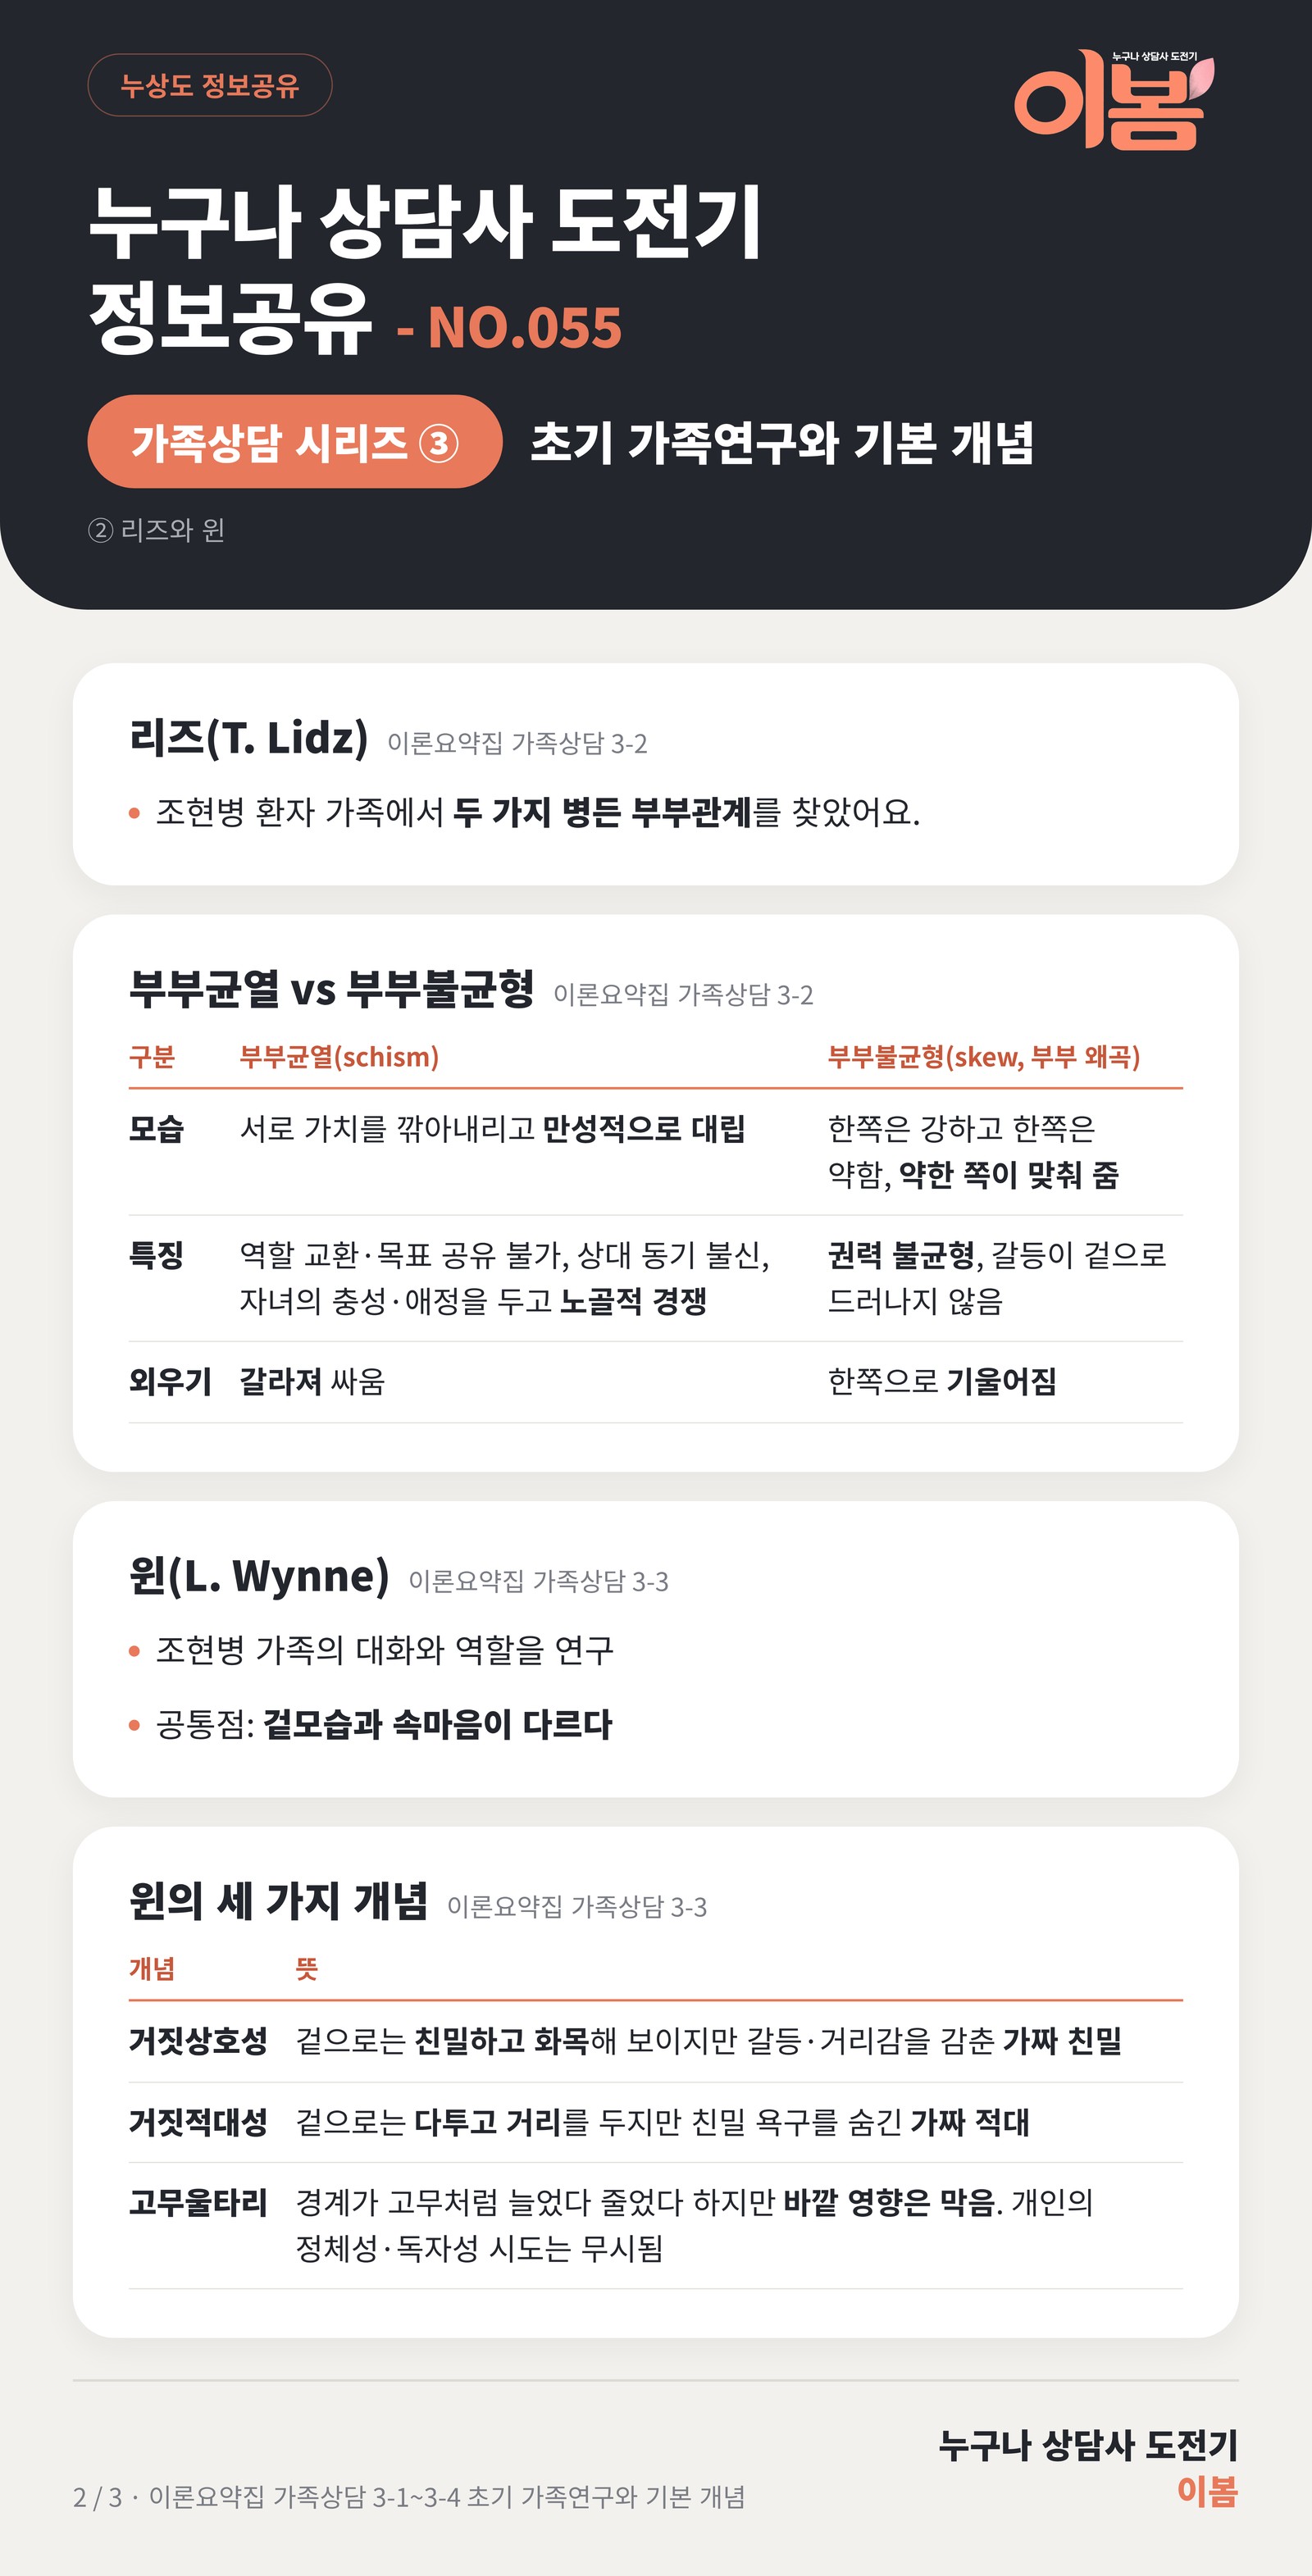 누상도 정보공유
누구나 상담사 도전기
이봄
누구나 상담사 도전기
정보공유 - NO.055
가족상담 시리즈 ③ 초기 가족연구와 기본 개념
② 리즈와 윈
리즈(T. Lidz) 이론요약집 가족상담 3-2
• 조현병 환자 가족에서 두 가지 병든 부부관계를 찾았어요.
부부균열 vs 부부불균형 이론요약집 가족상담 3-2
구분 부부균열(schism) 부부불균형(skew, 부부 왜곡)
모습 서로 가치를 깎아내리고 만성적으로 대립 한쪽은 강하고 한쪽은
약함, 약한 쪽이 맞춰 줌
특징 역할 교환·목표 공유 불가, 상대 동기 불신, 권력 불균형, 갈등이 겉으로
자녀의 충성·애정을 두고 노골적 경쟁 드러나지 않음
외우기 갈라져 싸움 한쪽으로 기울어짐
윈(L. Wynne) 이론요약집 가족상담 3-3
• 조현병 가족의 대화와 역할을 연구
• 공통점: 겉모습과 속마음이 다르다
윈의 세 가지 개념 이론요약집 가족상담 3-3
개념 뜻
거짓상호성 겉으로는 친밀하고 화목해 보이지만 갈등·거리감을 감춘 가짜 친밀
거짓적대성 겉으로는 다투고 거리를 두지만 친밀 욕구를 숨긴 가짜 적대
고무울타리 경계가 고무처럼 늘었다 줄었다 하지만 바깥 영향은 막음. 개인의
정체성·독자성 시도는 무시됨
누구나 상담사 도전기
2 / 3 · 이론요약집 가족상담 3-1~3-4 초기 가족연구와 기본 개념 이봄